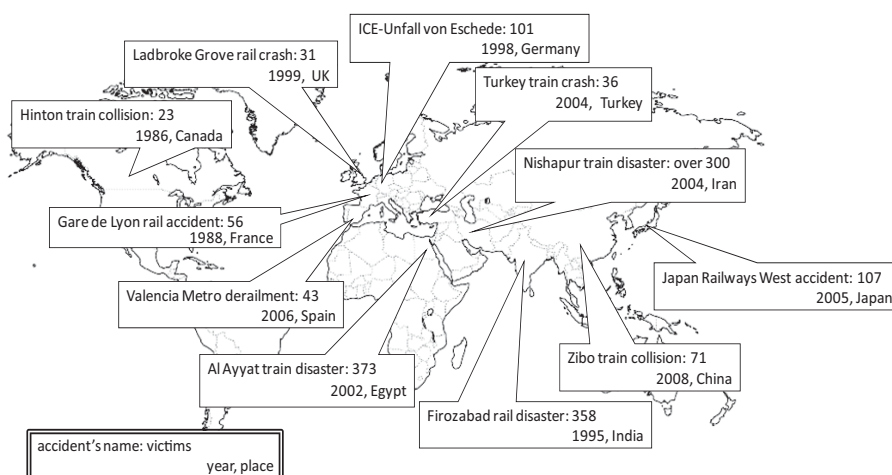 ICE-Unfall von Eschede: 101
1998, Germany
Ladbroke Grove rail crash: 31
1999, UK
Turkey train crash: 36
2004, Turkey
Hinton train collision: 23
1986, Canada
Nishapur train disaster: over 300
2004, Iran
Gare de Lyon rail accident: 56
1988, France
Japan Railways West accident: 107
2005, Japan
Valencia Metro derailment: 43
2006, Spain
Zibo train collision: 71
2008, China
Al Ayyat train disaster: 373
2002, Egypt
Firozabad rail disaster: 358
1995, India
accident's name: victims
year, place